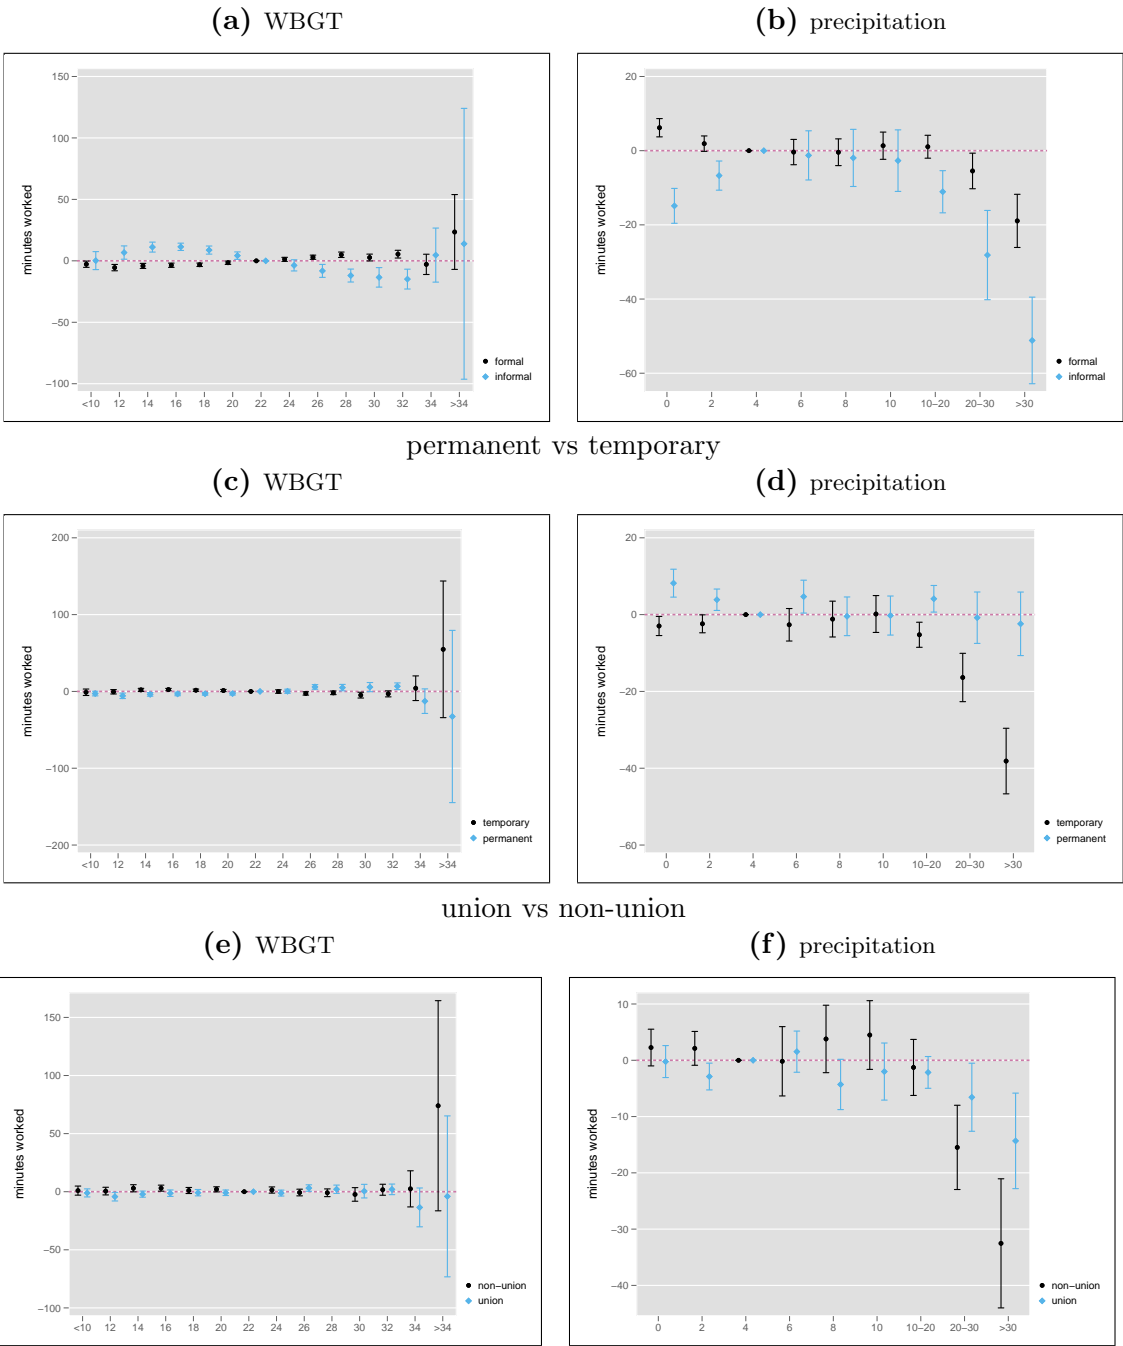 (a) WBGT
(b) precipitation
150
100
50
0
−50
−100
minutes worked
<10 12 14 16 18 20 22 24 26 28 30 32 34 >34
formal
informal
20
0
−20
−40
−60
minutes worked
0 2 4 6 8 10 10−20 20−30 >30
formal
informal
permanent vs temporary
(c) WBGT
(d) precipitation
200
100
0
−100
−200
minutes worked
<10 12 14 16 18 20 22 24 26 28 30 32 34 >34
temporary
permanent
20
0
−20
−40
−60
minutes worked
0 2 4 6 8 10 10−20 20−30 >30
temporary
permanent
union vs non-union
(e) WBGT
(f) precipitation
150
100
50
0
−50
−100
minutes worked
<10 12 14 16 18 20 22 24 26 28 30 32 34 >34
non−union
union
10
0
−10
−20
−30
−40
minutes worked
0 2 4 6 8 10 10−20 20−30 >30
non−union
union